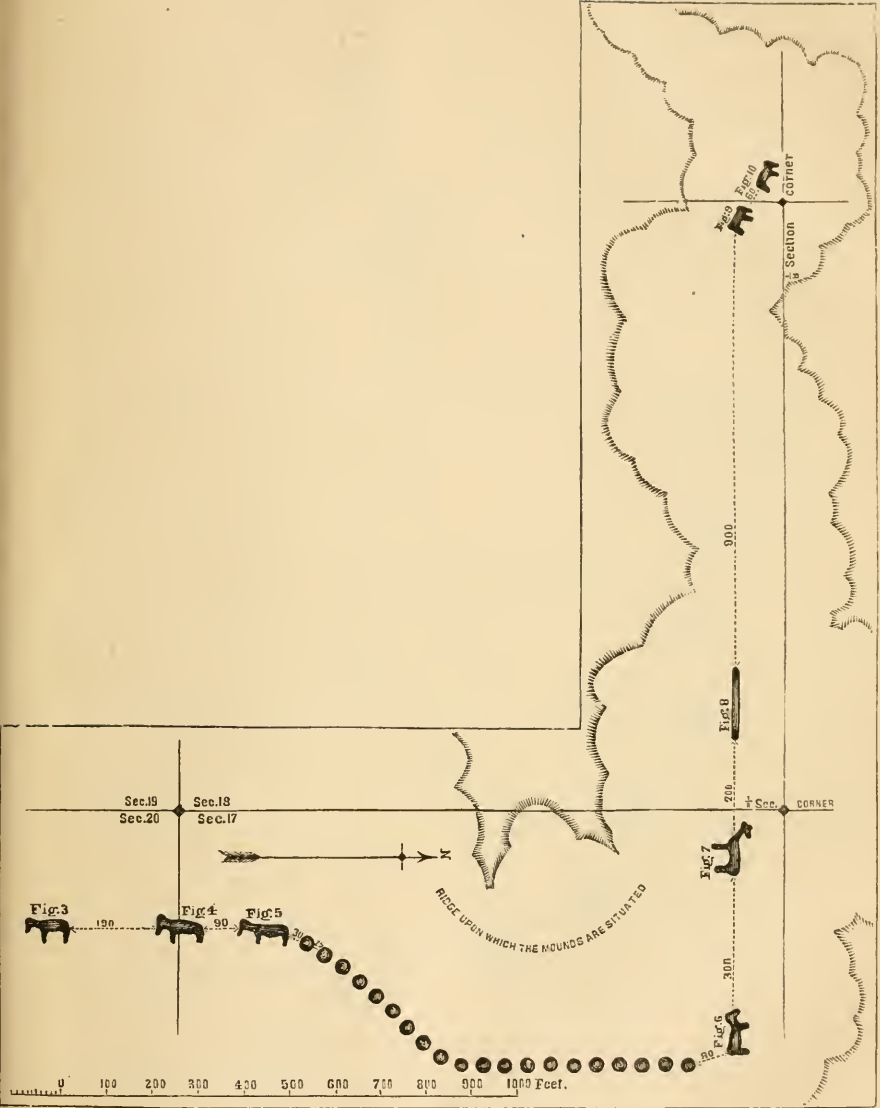 Fig.10
60
Fig.9
corner
½ Section
900
Fig.8
200
½ Sec. CORNER
Sec.19 Sec.18
Sec.20 Sec.17
N
Fig.7
RIDGE UPON WHICH THE MOUNDS ARE SITUATED
Fig.3 190 Fig.4 90 Fig.5 30
300
Fig.6
80
0 100 200 300 400 500 600 700 800 900 1000 Feet.